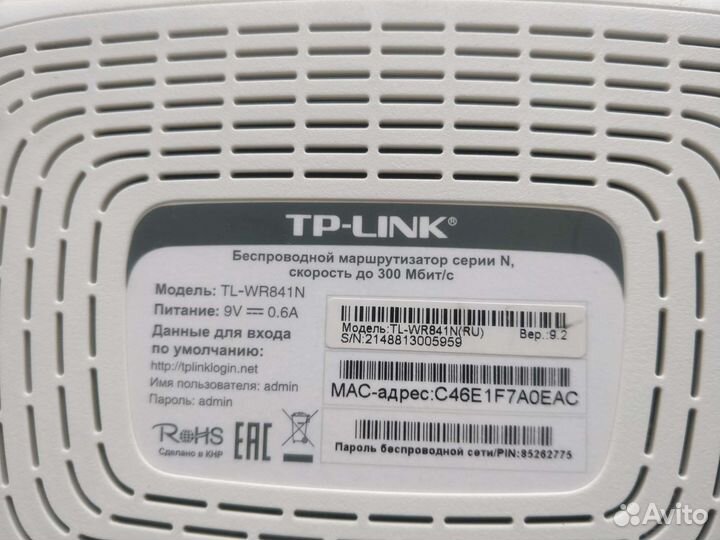 TP-LINK®
Беспроводной маршрутизатор серии N,
скорость до 300 Мбит/с
Модель: TL-WR841N
Питание: 9V ⎓ 0.6A
Данные для входа
по умолчанию:
http://tplinklogin.net
Имя пользователя: admin
Пароль: admin
RoHS
EAC
Сделано в КНР
Модель:TL-WR841N(RU) Вер.:9.2
S/N:2148813005959
MAC-адрес:C46E1F7A0EAC
Пароль беспроводной сети/PIN:85262775
Avito